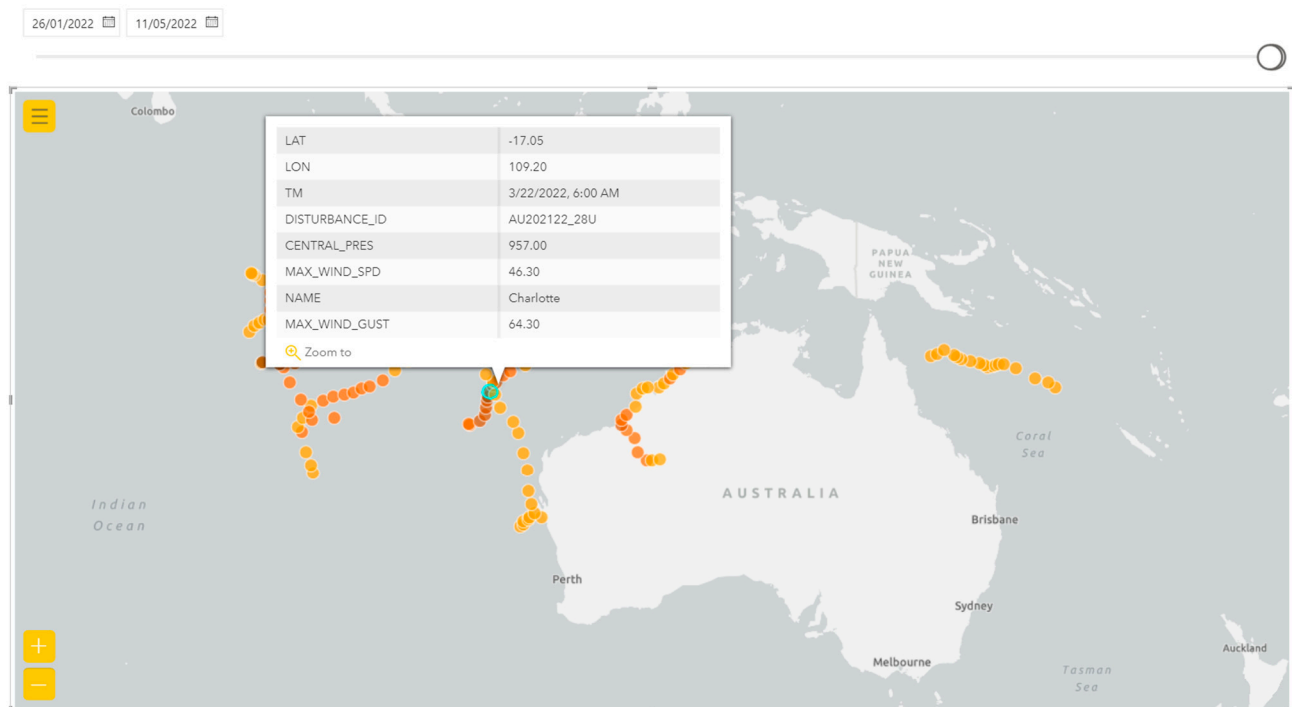 26/01/2022 11/05/2022
Colombo
LAT -17.05
LON 109.20
TM 3/22/2022, 6:00 AM
DISTURBANCE_ID AU202122_28U
CENTRAL_PRES 957.00
MAX_WIND_SPD 46.30
NAME Charlotte
MAX_WIND_GUST 64.30
Zoom to
PAPUA
NEW
GUINEA
Coral
Sea
AUSTRALIA
Indian
Ocean
Brisbane
Perth
Sydney
Auckland
Melbourne
Tasman
Sea